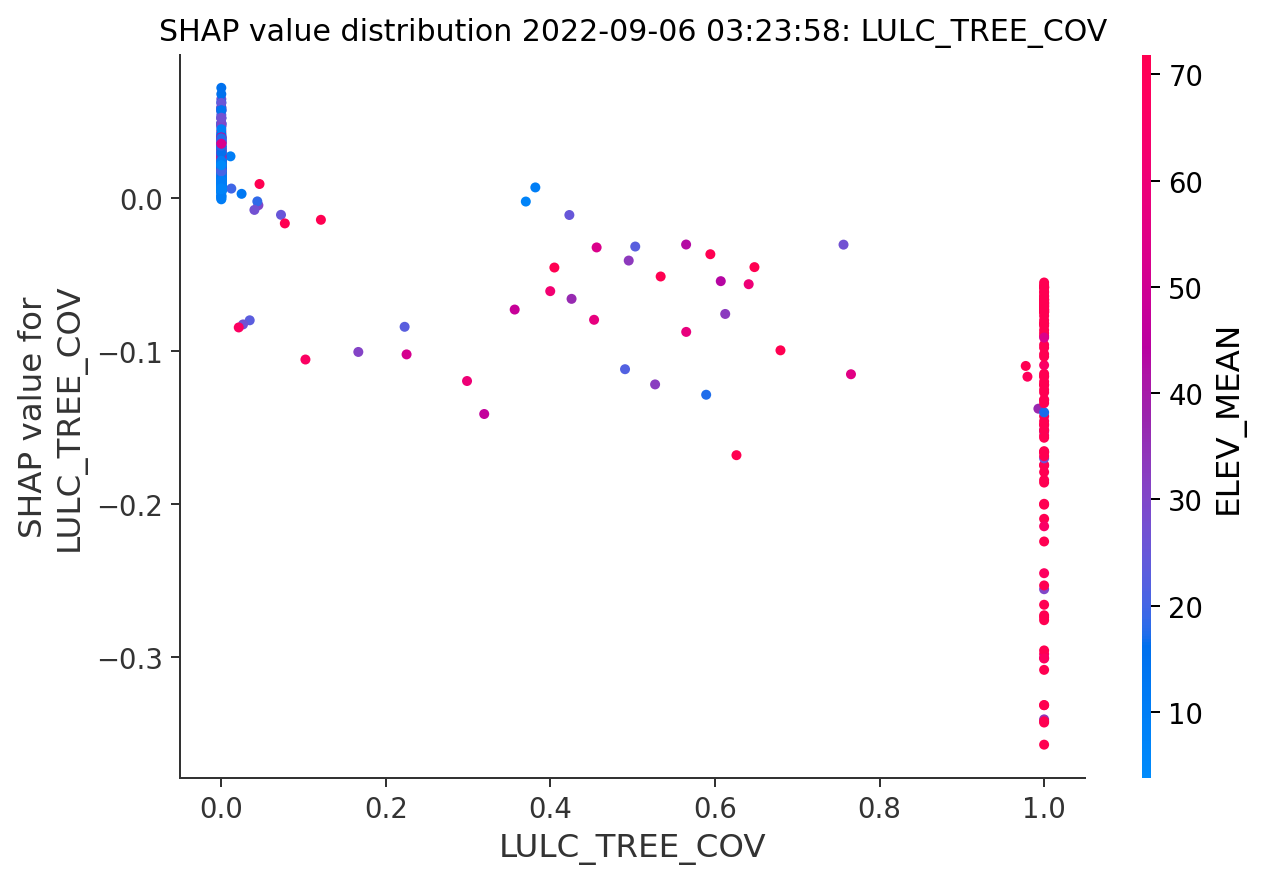 SHAP value distribution 2022-09-06 03:23:58: LULC_TREE_COV
SHAP value for
LULC_TREE_COV
0.0
−0.1
−0.2
−0.3
0.0 0.2 0.4 0.6 0.8 1.0
LULC_TREE_COV
70
60
50
40
30
20
10
ELEV_MEAN